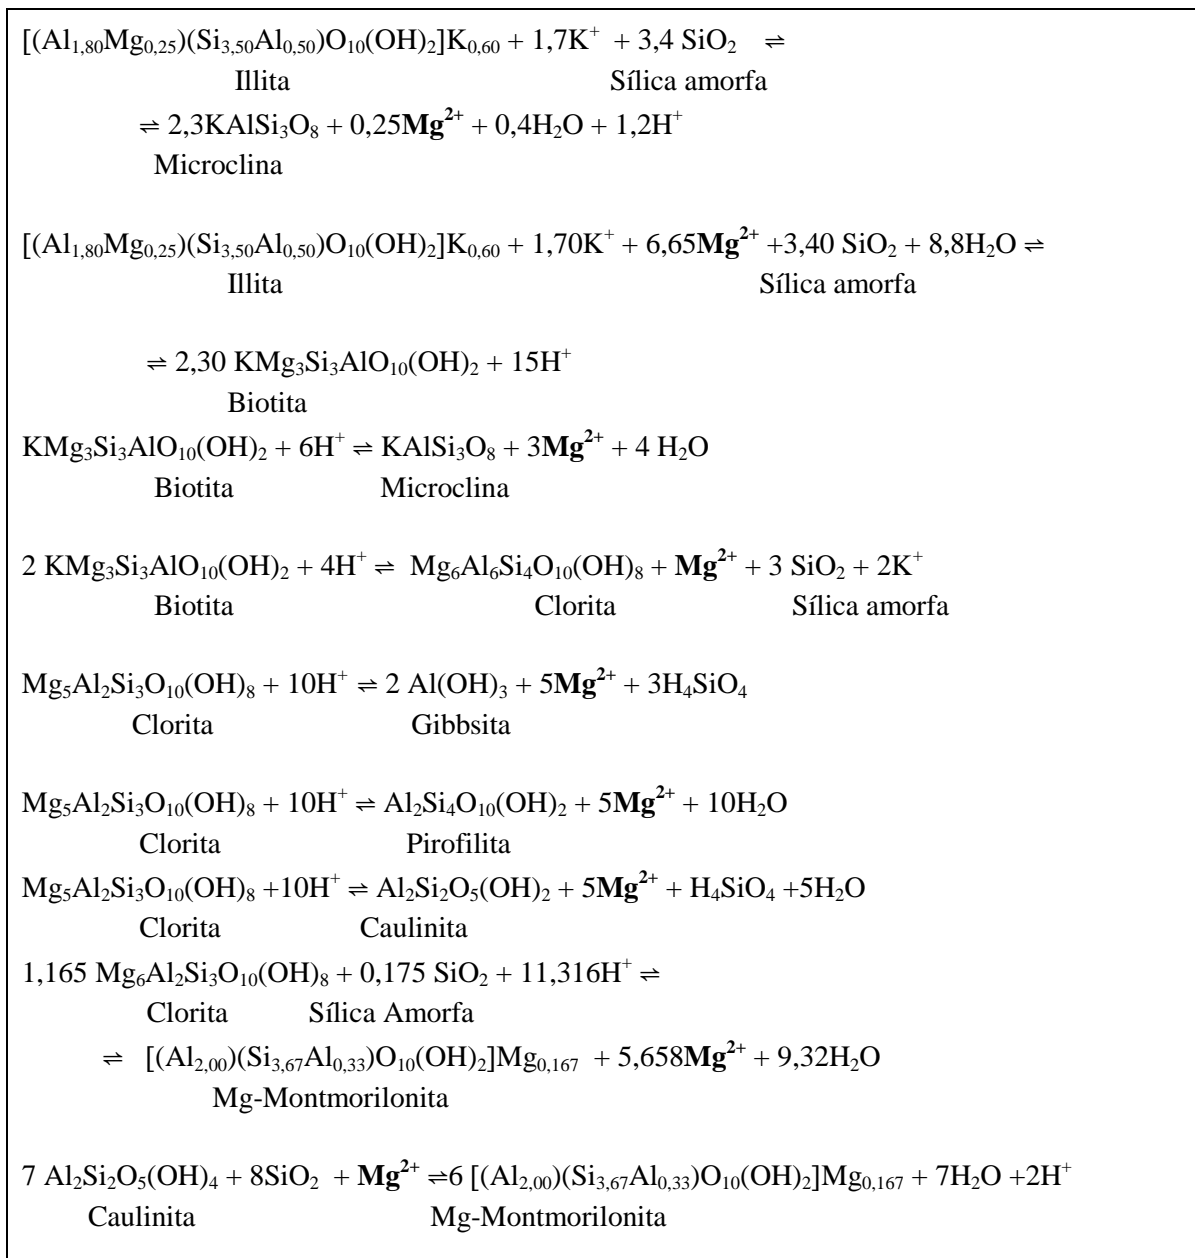 [(Al₁,₈₀Mg₀,₂₅)(Si₃,₅₀Al₀,₅₀)O₁₀(OH)₂]K₀,₆₀ + 1,7K⁺ + 3,4 SiO₂ ⇌
Illita Sílica amorfa
⇌ 2,3KAlSi₃O₈ + 0,25Mg²⁺ + 0,4H₂O + 1,2H⁺
Microclina
[(Al₁,₈₀Mg₀,₂₅)(Si₃,₅₀Al₀,₅₀)O₁₀(OH)₂]K₀,₆₀ + 1,70K⁺ + 6,65Mg²⁺ +3,40 SiO₂ + 8,8H₂O ⇌
Illita Sílica amorfa
⇌ 2,30 KMg₃Si₃AlO₁₀(OH)₂ + 15H⁺
Biotita
KMg₃Si₃AlO₁₀(OH)₂ + 6H⁺ ⇌ KAlSi₃O₈ + 3Mg²⁺ + 4 H₂O
Biotita Microclina
2 KMg₃Si₃AlO₁₀(OH)₂ + 4H⁺ ⇌ Mg₆Al₆Si₄O₁₀(OH)₈ + Mg²⁺ + 3 SiO₂ + 2K⁺
Biotita Clorita Sílica amorfa
Mg₅Al₂Si₃O₁₀(OH)₈ + 10H⁺ ⇌ 2 Al(OH)₃ + 5Mg²⁺ + 3H₄SiO₄
Clorita Gibbsita
Mg₅Al₂Si₃O₁₀(OH)₈ + 10H⁺ ⇌ Al₂Si₄O₁₀(OH)₂ + 5Mg²⁺ + 10H₂O
Clorita Pirofilita
Mg₅Al₂Si₃O₁₀(OH)₈ +10H⁺ ⇌ Al₂Si₂O₅(OH)₂ + 5Mg²⁺ + H₄SiO₄ +5H₂O
Clorita Caulinita
1,165 Mg₆Al₂Si₃O₁₀(OH)₈ + 0,175 SiO₂ + 11,316H⁺ ⇌
Clorita Sílica Amorfa
⇌ [(Al₂,₀₀)(Si₃,₆₇Al₀,₃₃)O₁₀(OH)₂]Mg₀,₁₆₇ + 5,658Mg²⁺ + 9,32H₂O
Mg-Montmorilonita
7 Al₂Si₂O₅(OH)₄ + 8SiO₂ + Mg²⁺ ⇌6 [(Al₂,₀₀)(Si₃,₆₇Al₀,₃₃)O₁₀(OH)₂]Mg₀,₁₆₇ + 7H₂O +2H⁺
Caulinita Mg-Montmorilonita